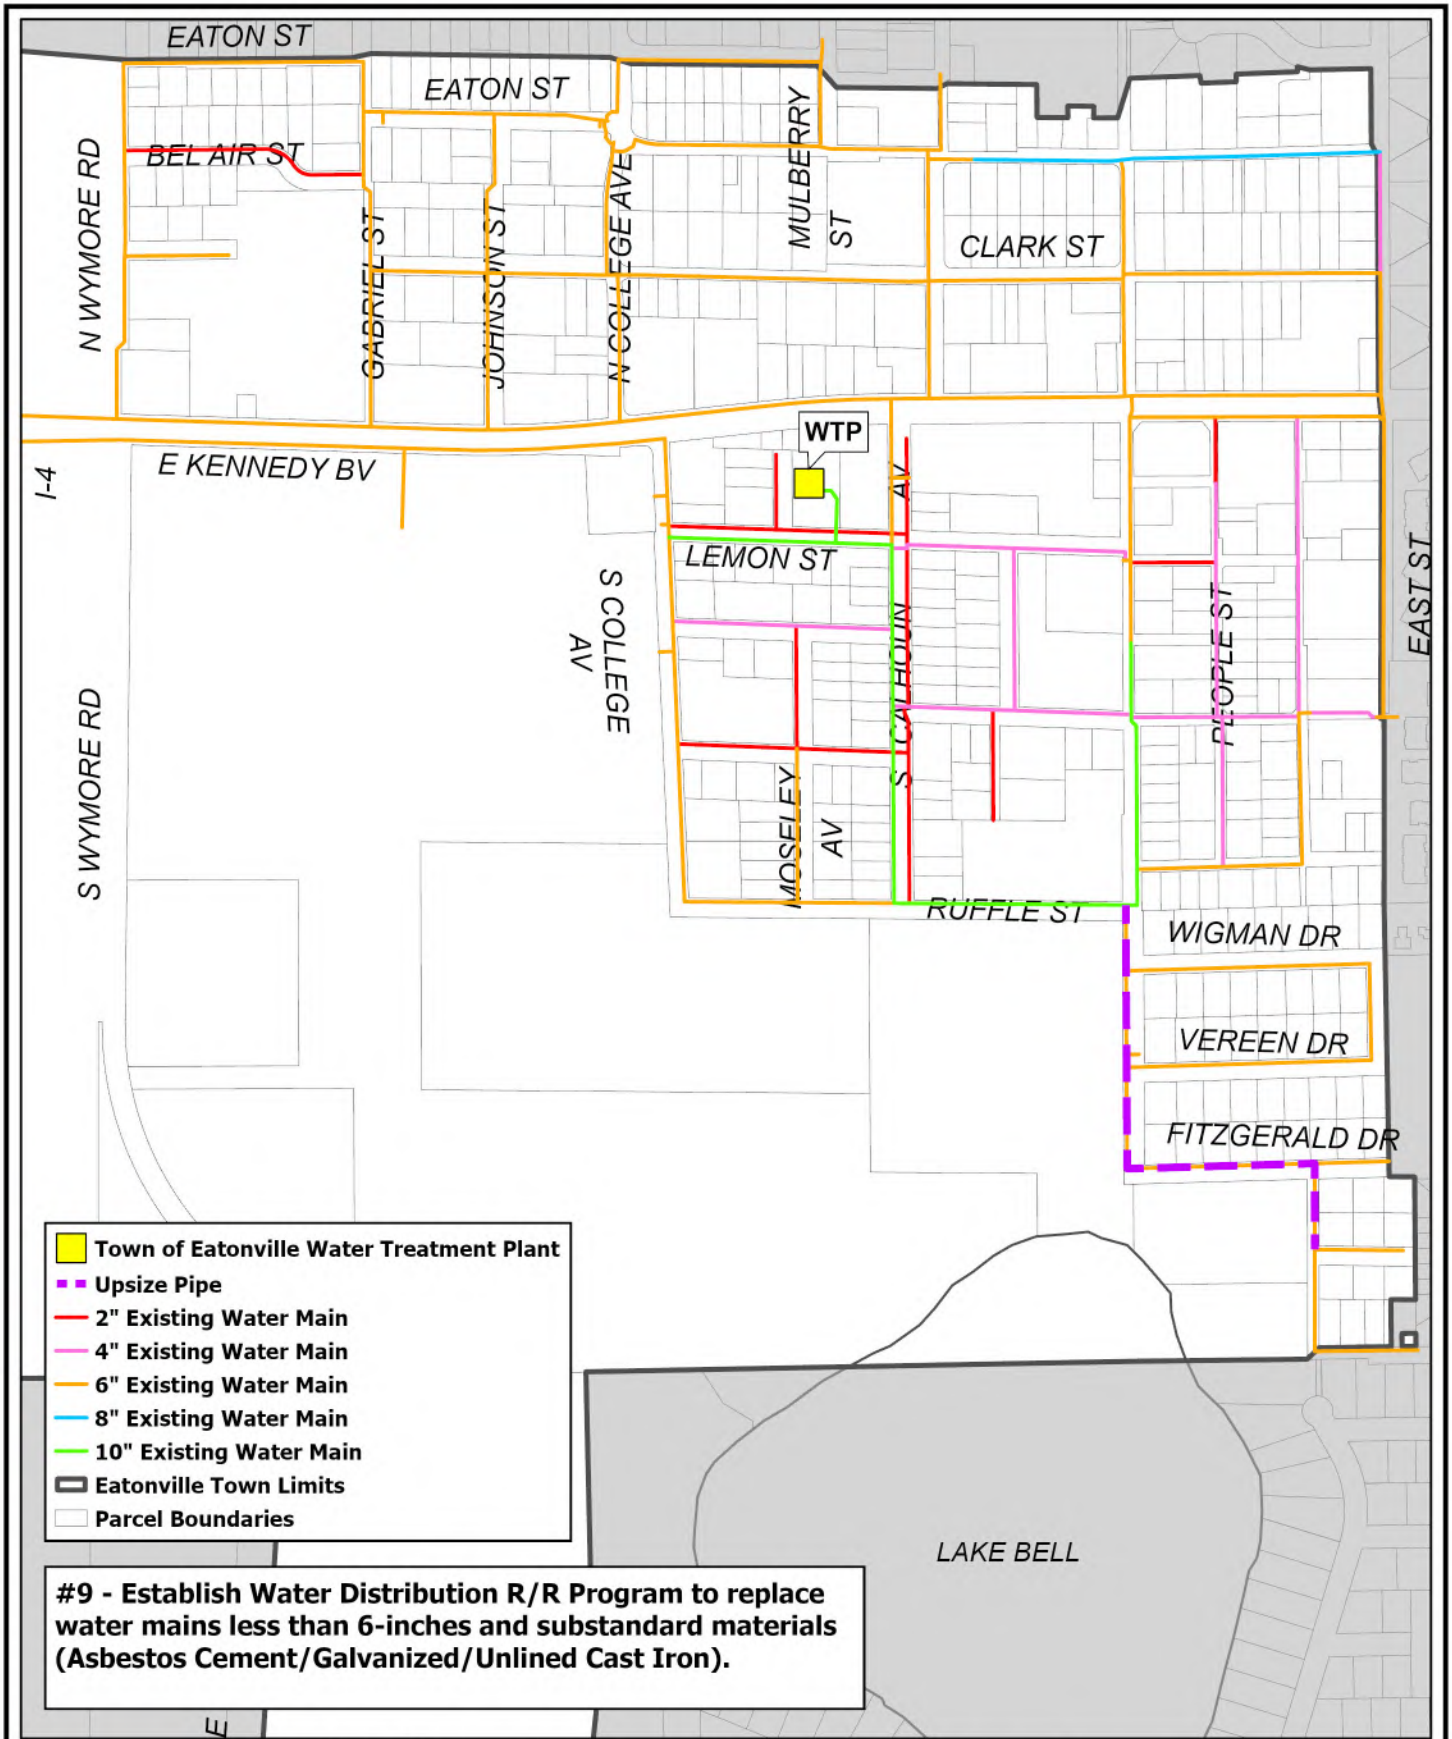 EATON ST
EATON ST
MULBERRY
ST
N WYMORE RD
BEL AIR ST
GABRIEL ST
JOHNSON ST
N COLLEGE AVE
CLARK ST
WTP
I-4
E KENNEDY BV
LEMON ST
S COLLEGE
AV
S CALHOUN
AV
PEOPLE ST
EAST ST
S WYMORE RD
MOSELEY
AV
RUFFLE ST
WIGMAN DR
VEREEN DR
FITZGERALD DR
Town of Eatonville Water Treatment Plant
Upsize Pipe
2" Existing Water Main
4" Existing Water Main
6" Existing Water Main
8" Existing Water Main
10" Existing Water Main
Eatonville Town Limits
Parcel Boundaries
LAKE BELL
#9 - Establish Water Distribution R/R Program to replace
water mains less than 6-inches and substandard materials
(Asbestos Cement/Galvanized/Unlined Cast Iron).
E